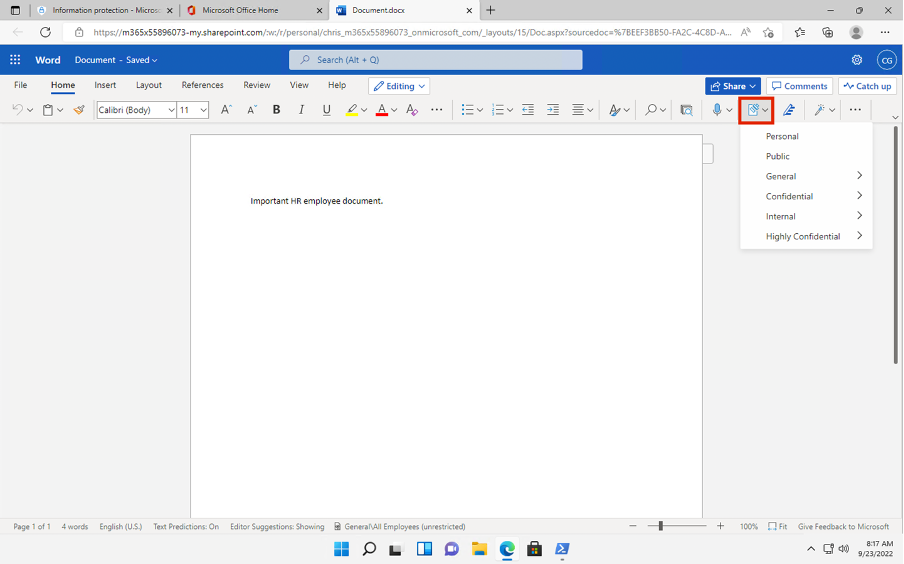 Information protection - Micros
Microsoft Office Home
Document.docx
https://m365x55896073-my.sharepoint.com/:w:/r/personal/chris_m365x55896073_onmicrosoft_com/_layouts/15/Doc.aspx?sourcedoc=%7BEEF3BB50-FA2C-4C8D-A...
Word Document - Saved Search (Alt + Q) CG
File Home Insert Layout References Review View Help Editing Share Comments Catch up
Calibri (Body) 11 A A B I U A A
Personal
Public
General
Confidential
Internal
Highly Confidential
Important HR employee document.
Page 1 of 1 4 words English (U.S.) Text Predictions: On Editor Suggestions: Showing General\All Employees (unrestricted) 100% Fit Give Feedback to Microsoft
8:17 AM
9/23/2022